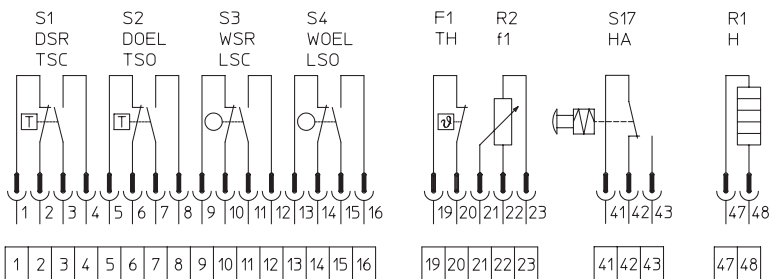 S1 S2 S3 S4 F1 R2 S17 R1
DSR DOEL WSR WOEL TH f1 HA H
TSC TSO LSC LSO
T T ϑ
1 2 3 4 5 6 7 8 9 10 11 12 13 14 15 16 19 20 21 22 23 41 42 43 47 48
1 2 3 4 5 6 7 8 9 10 11 12 13 14 15 16 19 20 21 22 23 41 42 43 47 48